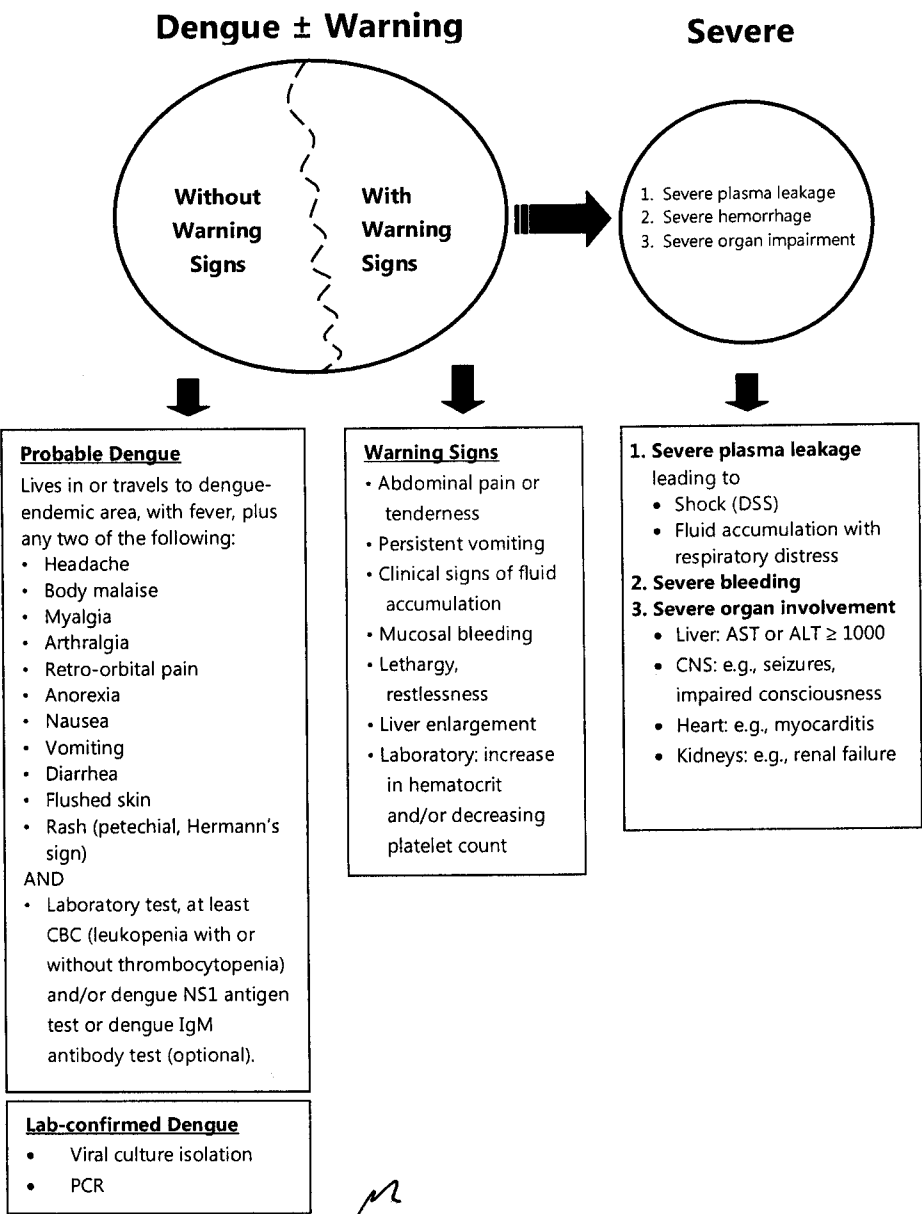 Dengue ± Warning
Severe
Without
Warning
Signs
With
Warning
Signs
1. Severe plasma leakage
2. Severe hemorrhage
3. Severe organ impairment
Probable Dengue
Lives in or travels to dengue-
endemic area, with fever, plus
any two of the following:
• Headache
• Body malaise
• Myalgia
• Arthralgia
• Retro-orbital pain
• Anorexia
• Nausea
• Vomiting
• Diarrhea
• Flushed skin
• Rash (petechial, Hermann's
sign)
AND
• Laboratory test, at least
CBC (leukopenia with or
without thrombocytopenia)
and/or dengue NS1 antigen
test or dengue IgM
antibody test (optional).
Lab-confirmed Dengue
• Viral culture isolation
• PCR
Warning Signs
• Abdominal pain or
tenderness
• Persistent vomiting
• Clinical signs of fluid
accumulation
• Mucosal bleeding
• Lethargy,
restlessness
• Liver enlargement
• Laboratory: increase
in hematocrit
and/or decreasing
platelet count
1. Severe plasma leakage
leading to
• Shock (DSS)
• Fluid accumulation with
respiratory distress
2. Severe bleeding
3. Severe organ involvement
• Liver: AST or ALT ≥ 1000
• CNS: e.g., seizures,
impaired consciousness
• Heart: e.g., myocarditis
• Kidneys: e.g., renal failure